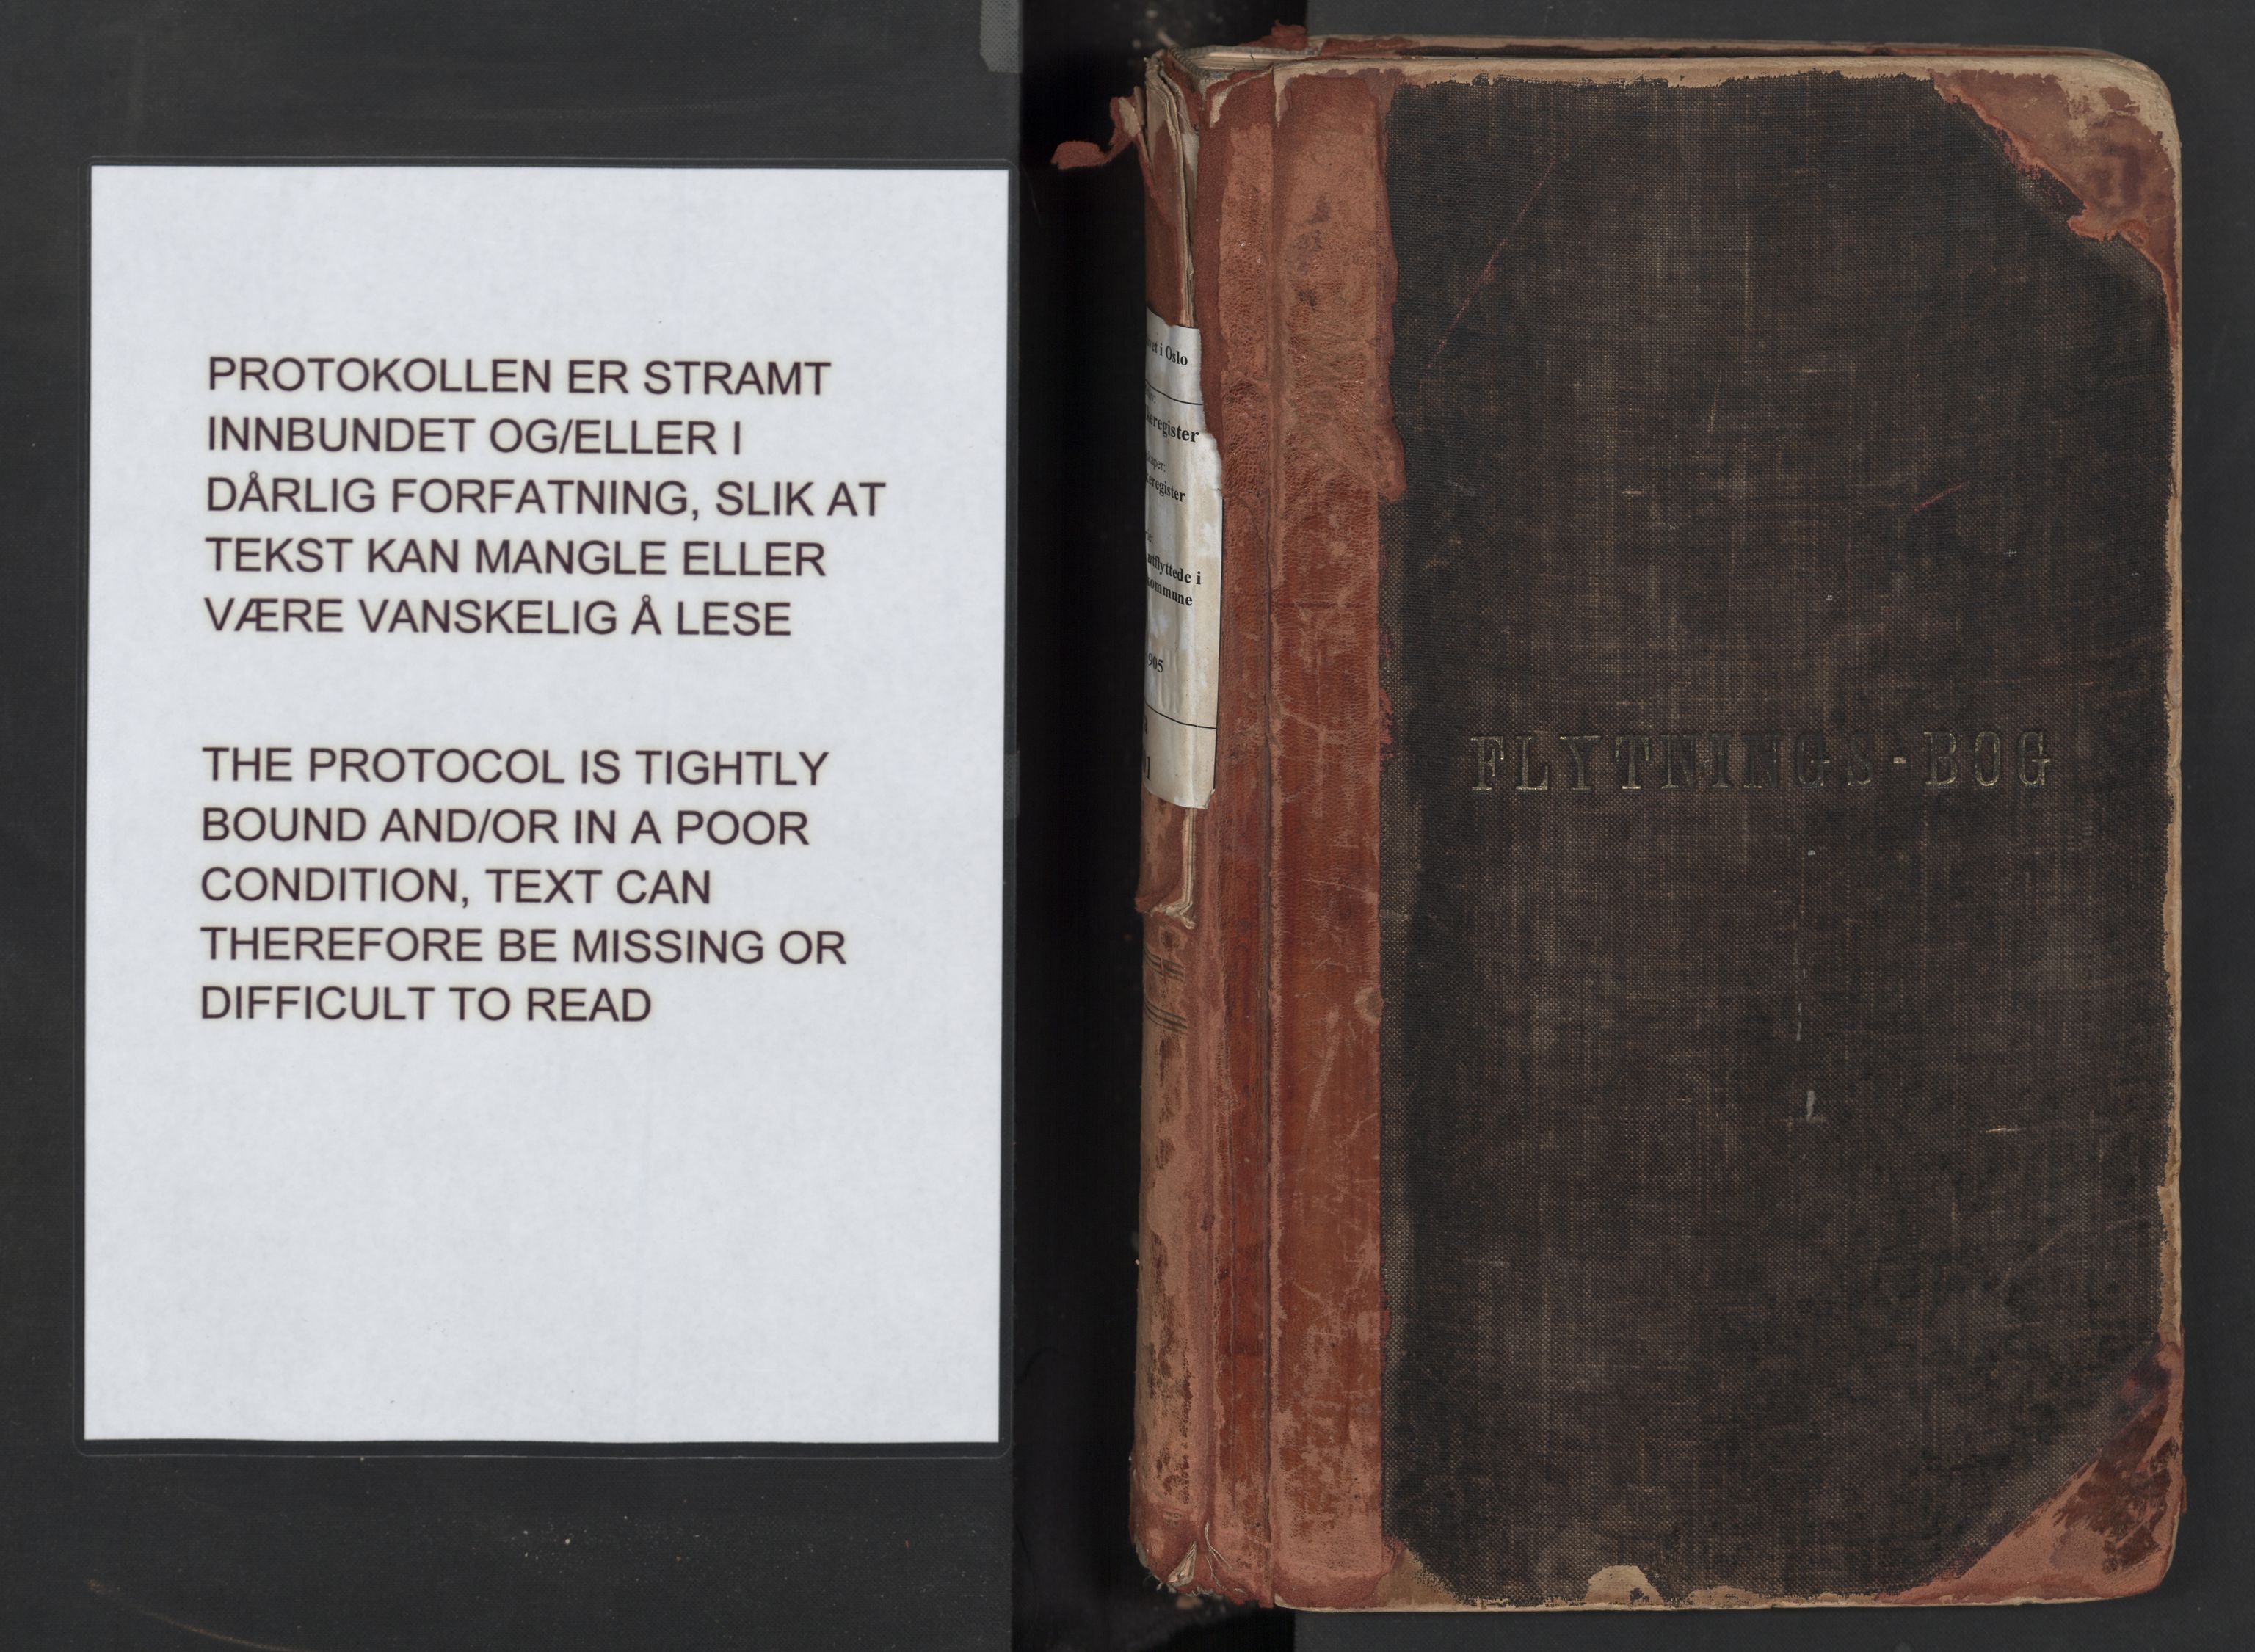 PROTOKOLLEN ER STRAMT
INNBUNDET OG/ELLER I
DÅRLIG FORFATNING, SLIK AT
TEKST KAN MANGLE ELLER
VÆRE VANSKELIG Å LESE
THE PROTOCOL IS TIGHTLY
BOUND AND/OR IN A POOR
CONDITION, TEXT CAN
THEREFORE BE MISSING OR
DIFFICULT TO READ
i Oslo
utflyttede i
FLYTNINGS-BOG